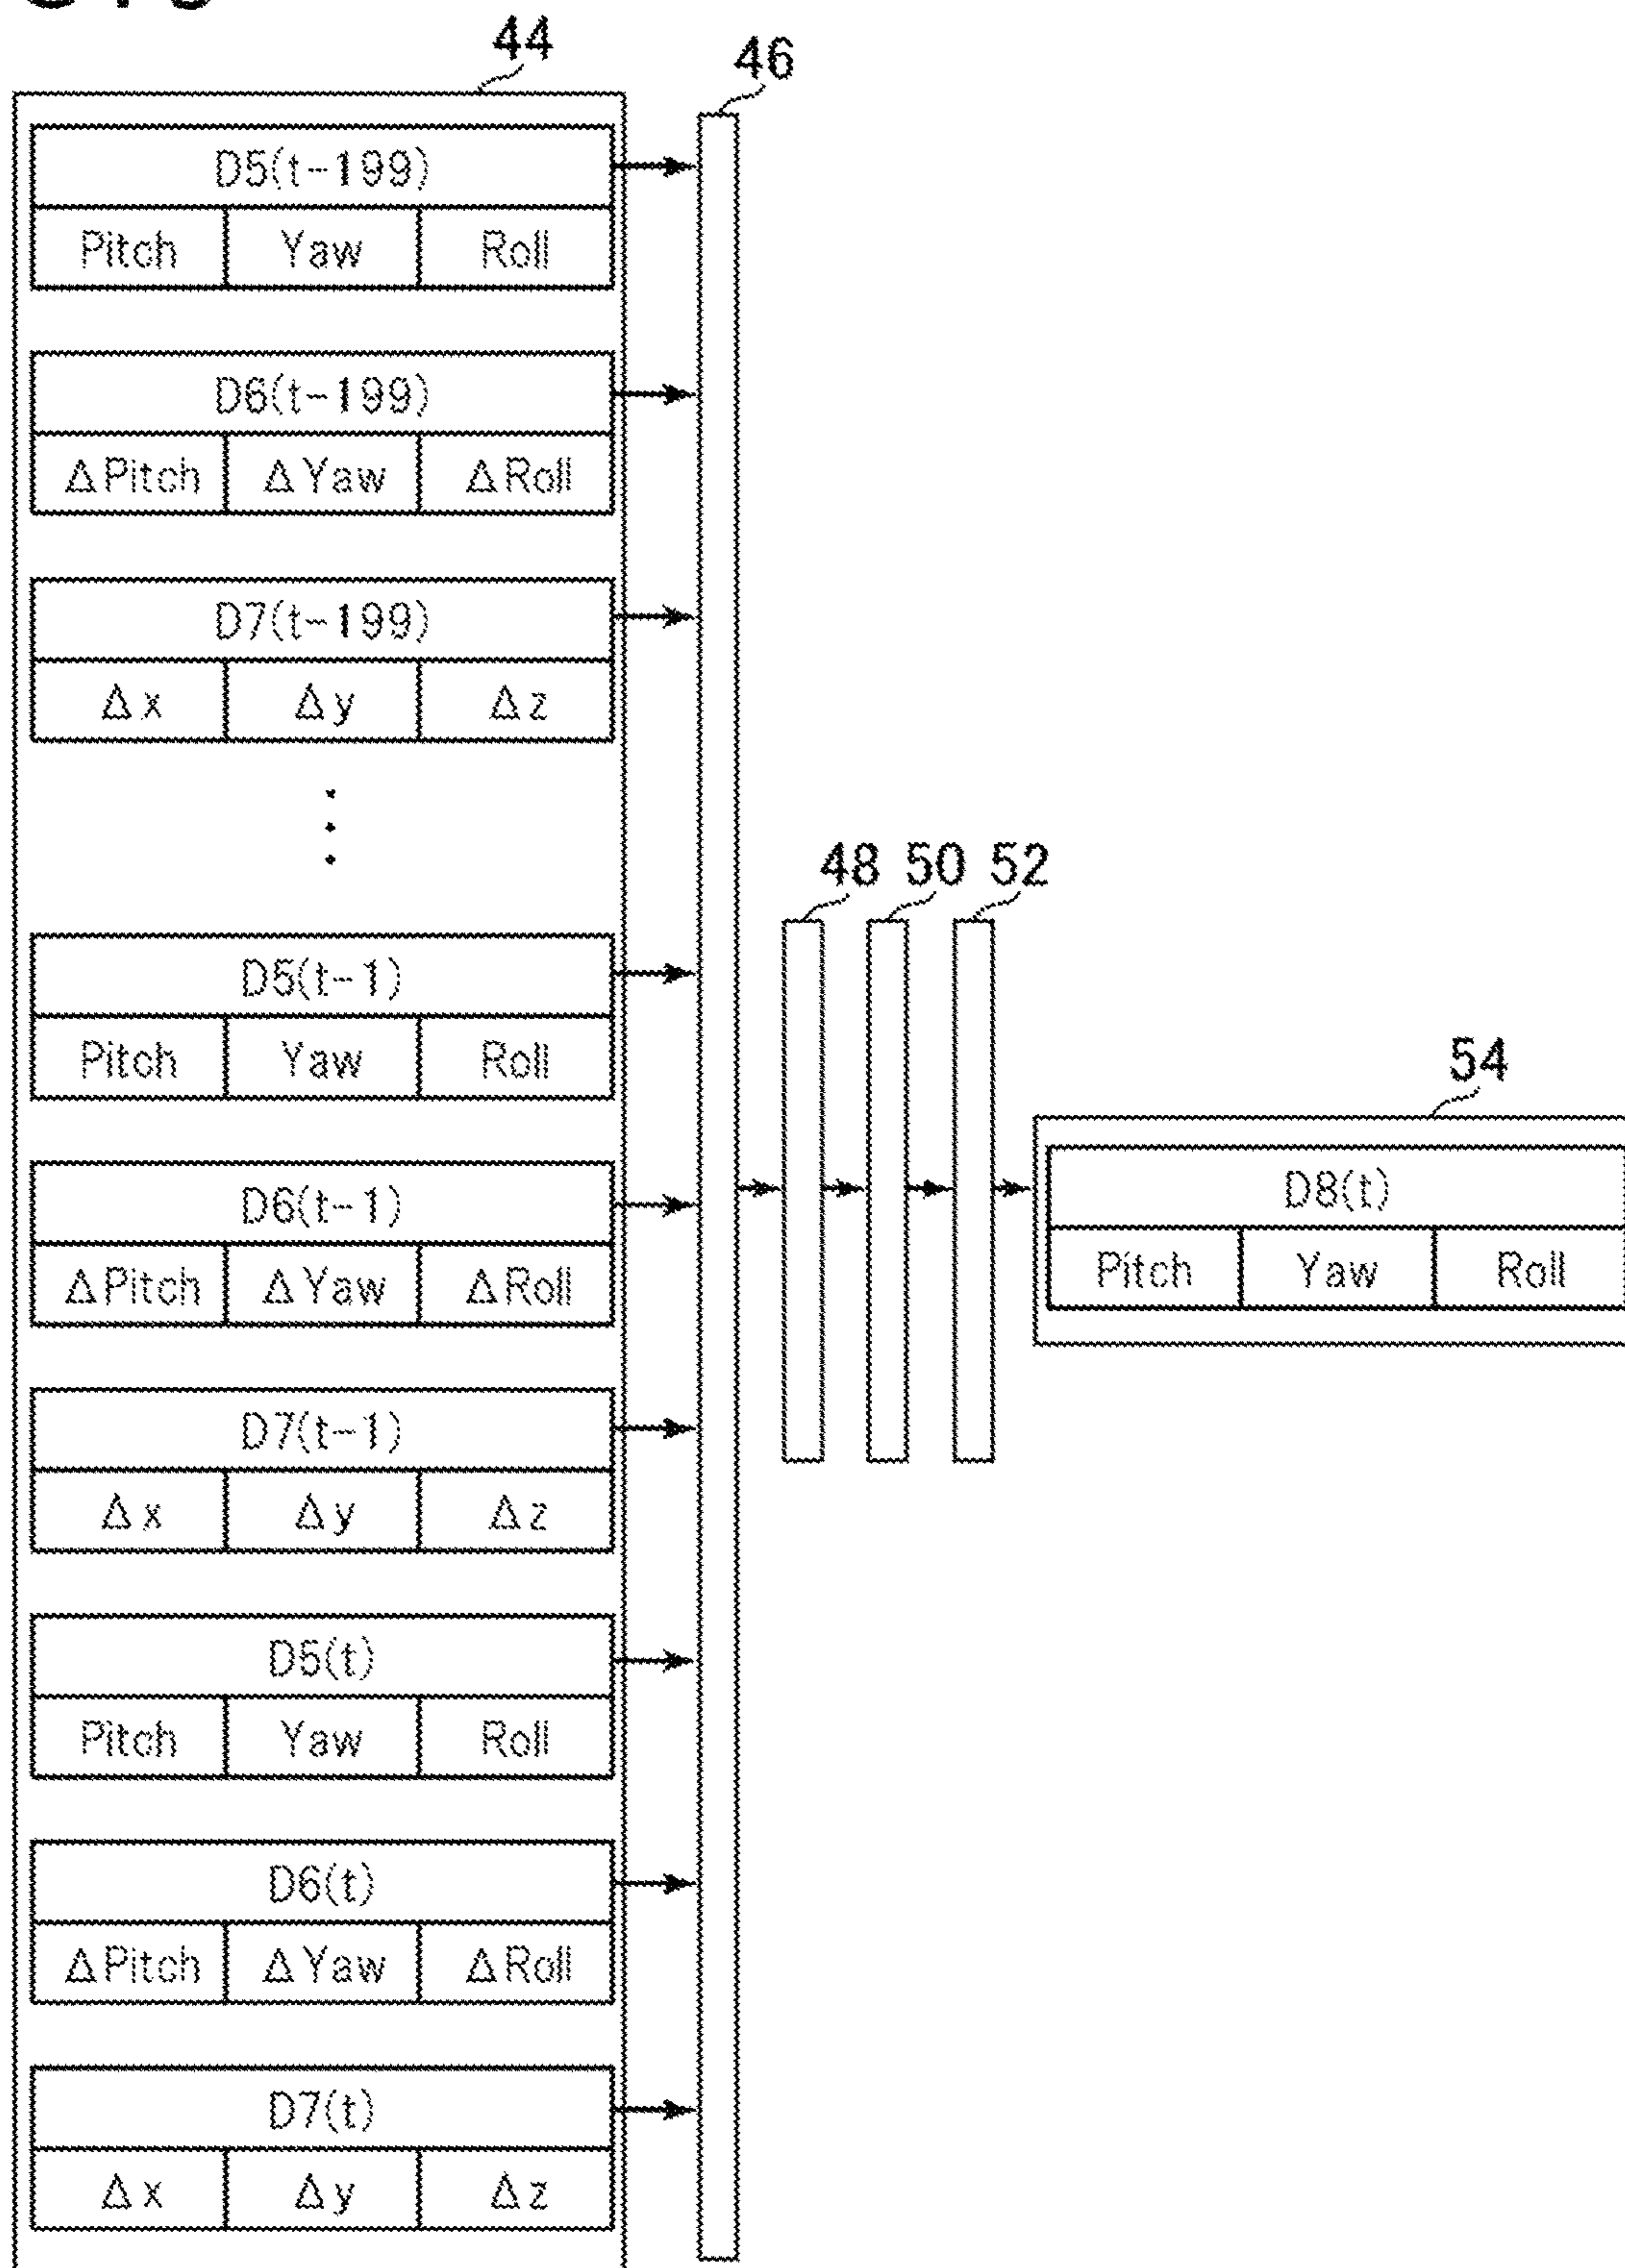 44
46
D5(t-199)
Pitch Yaw Roll
D6(t-199)
ΔPitch ΔYaw ΔRoll
D7(t-199)
Δx Δy Δz
48 50 52
D5(t-1)
Pitch Yaw Roll
54
D6(t-1)
ΔPitch ΔYaw ΔRoll
D8(t)
Pitch Yaw Roll
D7(t-1)
Δx Δy Δz
D5(t)
Pitch Yaw Roll
D6(t)
ΔPitch ΔYaw ΔRoll
D7(t)
Δx Δy Δz